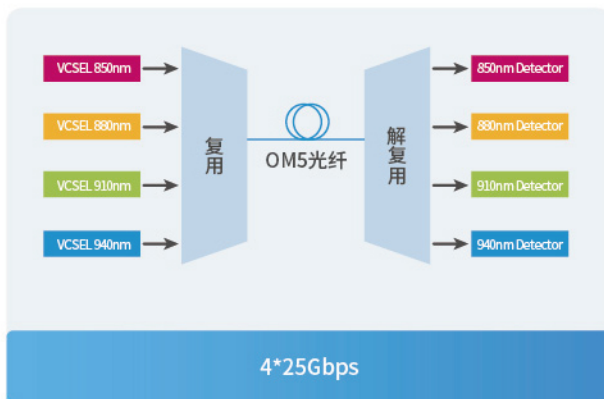 VCSEL 850nm
850nm Detector
VCSEL 880nm
880nm Detector
复用
OM5光纤
解复用
VCSEL 910nm
910nm Detector
VCSEL 940nm
940nm Detector
4*25Gbps